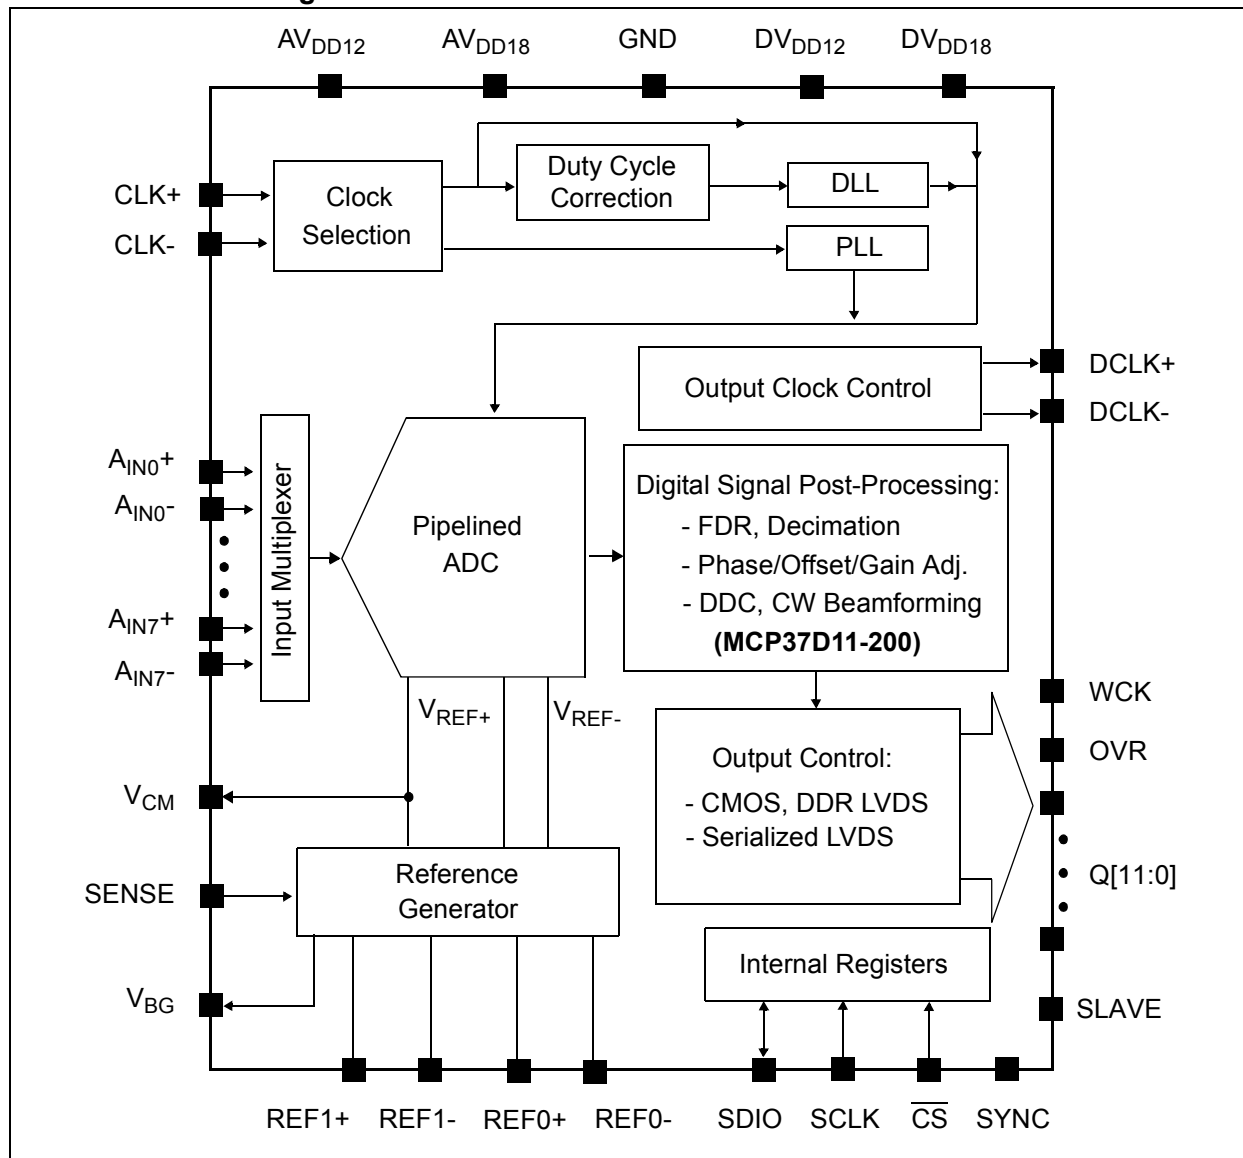 AVDD12 AVDD18 GND DVDD12 DVDD18
CLK+
CLK-
Clock
Selection
Duty Cycle
Correction
DLL
PLL
Output Clock Control
DCLK+
DCLK-
AIN0+
AIN0-
AIN7+
AIN7-
Input Multiplexer
Pipelined
ADC
Digital Signal Post-Processing:
- FDR, Decimation
- Phase/Offset/Gain Adj.
- DDC, CW Beamforming
(MCP37D11-200)
VREF+ VREF-
Output Control:
- CMOS, DDR LVDS
- Serialized LVDS
WCK
OVR
Q[11:0]
SLAVE
VCM
SENSE
VBG
Reference
Generator
Internal Registers
REF1+ REF1- REF0+ REF0- SDIO SCLK CS SYNC